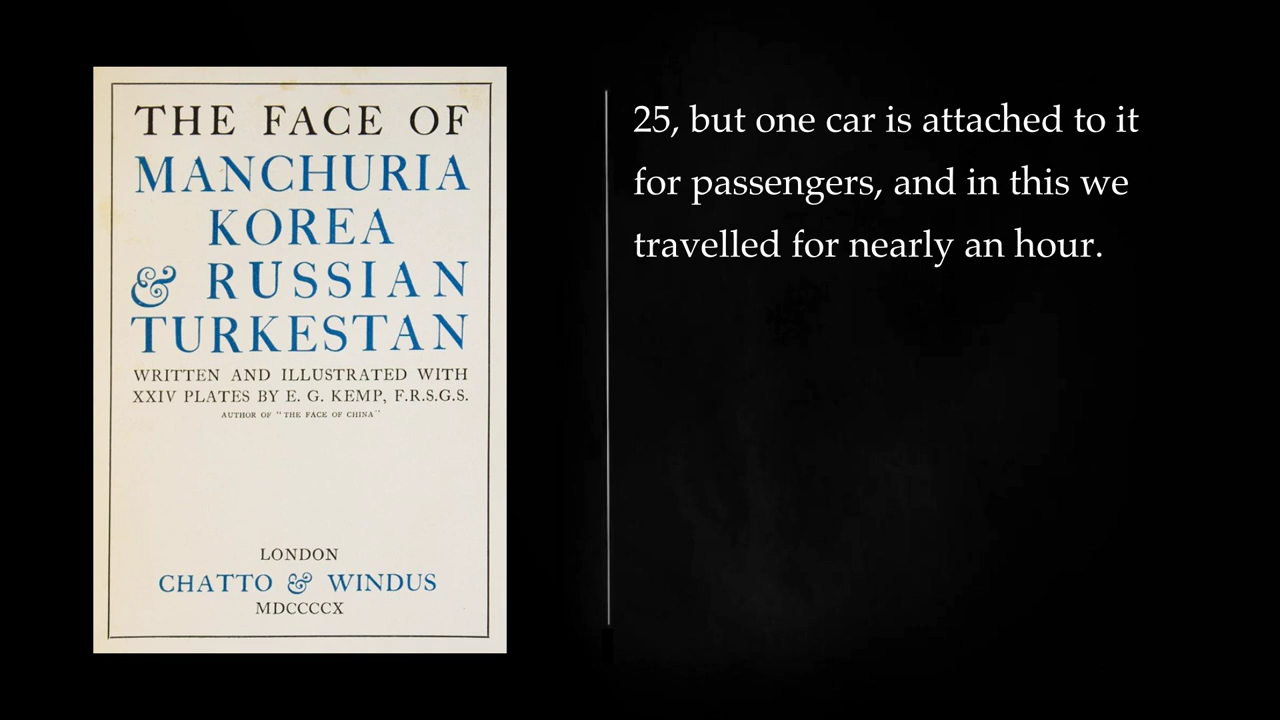 THE FACE OF
MANCHURIA
KOREA
& RUSSIAN
TURKESTAN
WRITTEN AND ILLUSTRATED WITH
XXIV PLATES BY E. G. KEMP, F.R.S.G.S.
AUTHOR OF "THE FACE OF CHINA"
LONDON
CHATTO & WINDUS
MDCCCCX
25, but one car is attached to it
for passengers, and in this we
travelled for nearly an hour.